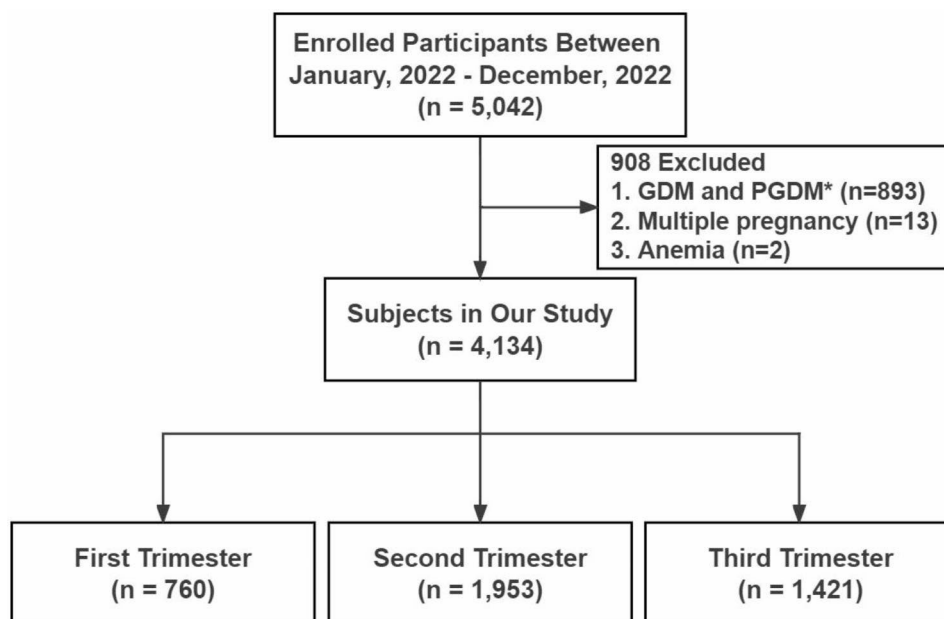 Enrolled Participants Between
January, 2022 - December, 2022
(n = 5,042)
908 Excluded
1. GDM and PGDM* (n=893)
2. Multiple pregnancy (n=13)
3. Anemia (n=2)
Subjects in Our Study
(n = 4,134)
First Trimester
(n = 760)
Second Trimester
(n = 1,953)
Third Trimester
(n = 1,421)